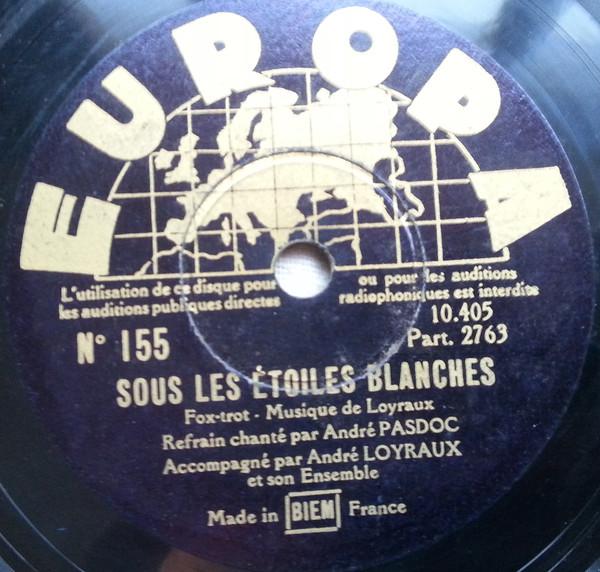 EUROPA
L'utilisation de ce disque pour ou pour les auditions
les auditions publiques directes radiophoniques est interdite
10.405
N° 155 Part. 2763
SOUS LES ÉTOILES BLANCHES
Fox-trot - Musique de Loyraux
Refrain chanté par André PASDOC
Accompagné par André LOYRAUX
et son Ensemble
Made in BIEM France